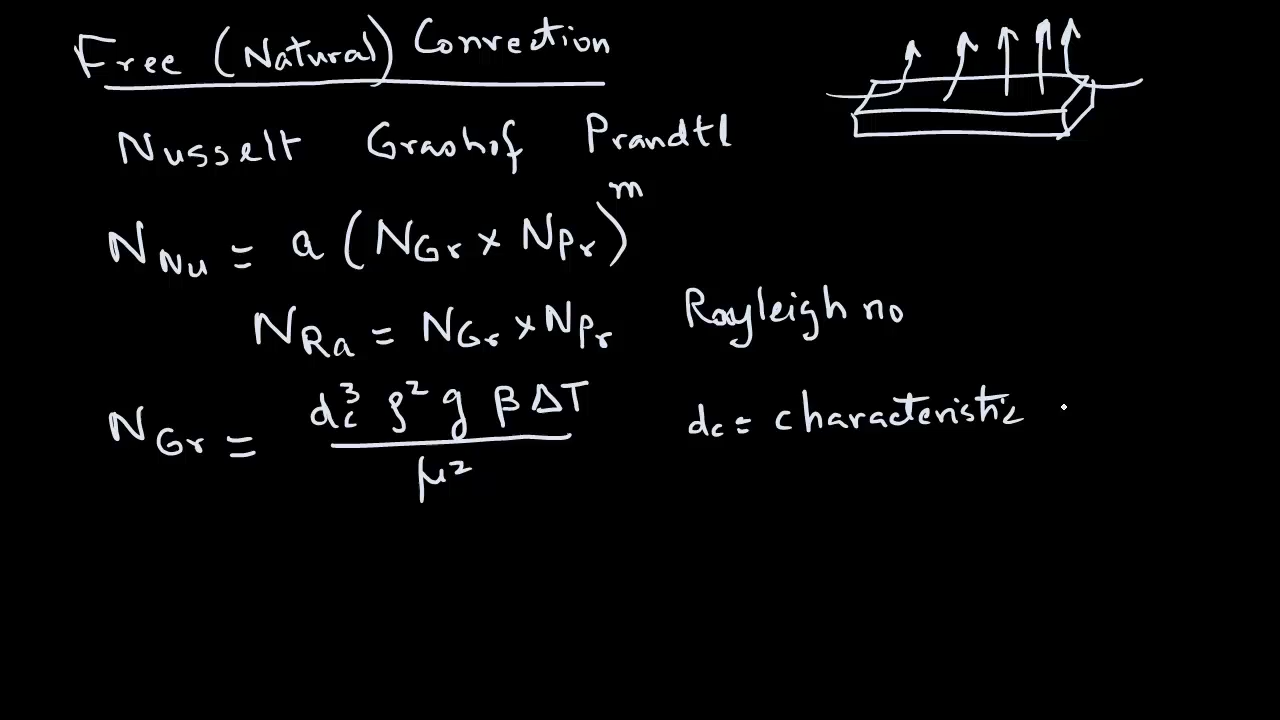 Free (Natural) Convection
Nusselt Grashof Prandtl
N_Nu = a (N_Gr × N_Pr)^m
N_Ra = N_Gr × N_Pr Rayleigh no
N_Gr = d_c^3 ρ^2 g β ΔT / μ^2 d_c = characteristic